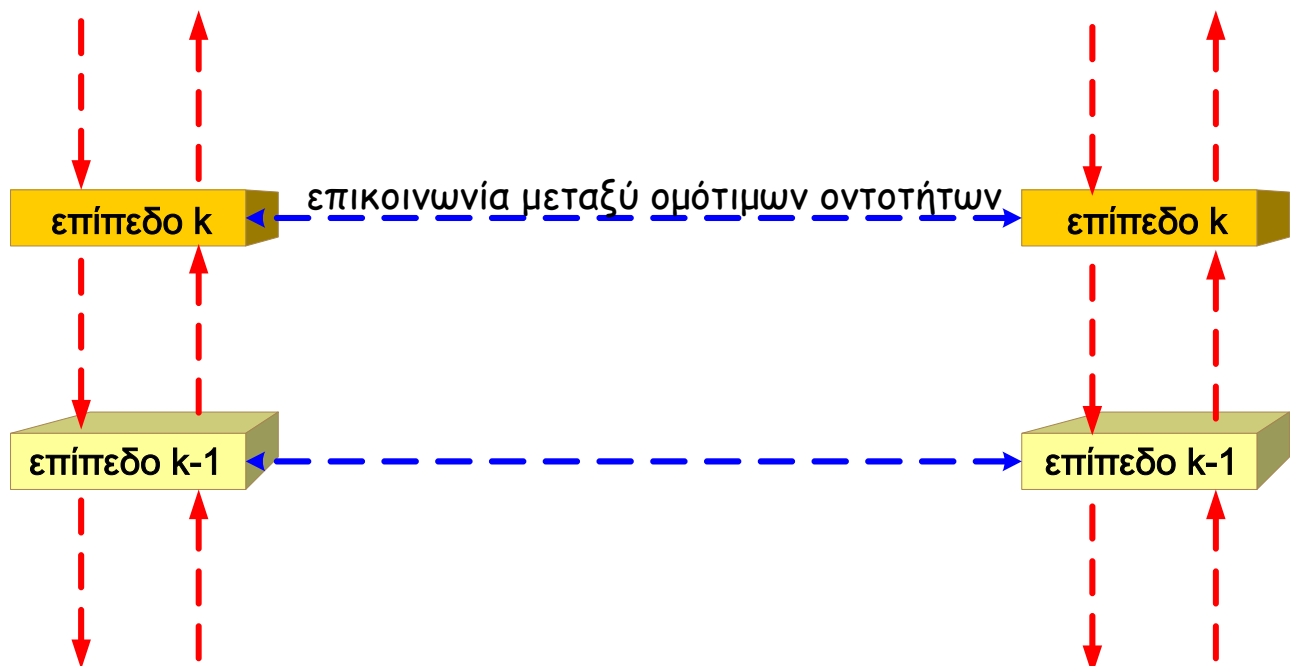 επικοινωνία μεταξύ ομότιμων οντοτήτων
επίπεδο k
επίπεδο k
επίπεδο k-1
επίπεδο k-1